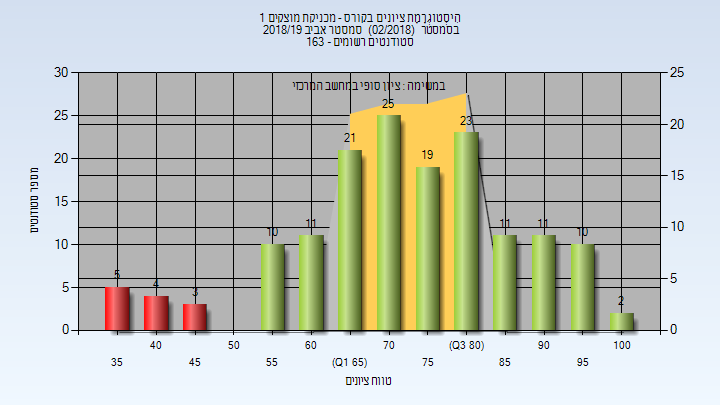 הִיסטוֹגרַמַת ציונים בקורס - מכניקת מוצקים 1
בסמסטר (02/2018) סמסטר אביב 2018/19
סטודנטים רשומים - 163
במשימה : ציון סופי במחשב המרכזי
30 25 20 15 10 5 0
25 20 15 10 5 0
מספר סטודנטים
5 4 3 10 11 21 25 19 23 11 11 10 2
40 50 60 70 (Q3 80) 90 100
35 45 55 (Q1 65) 75 85 95
טווח ציונים